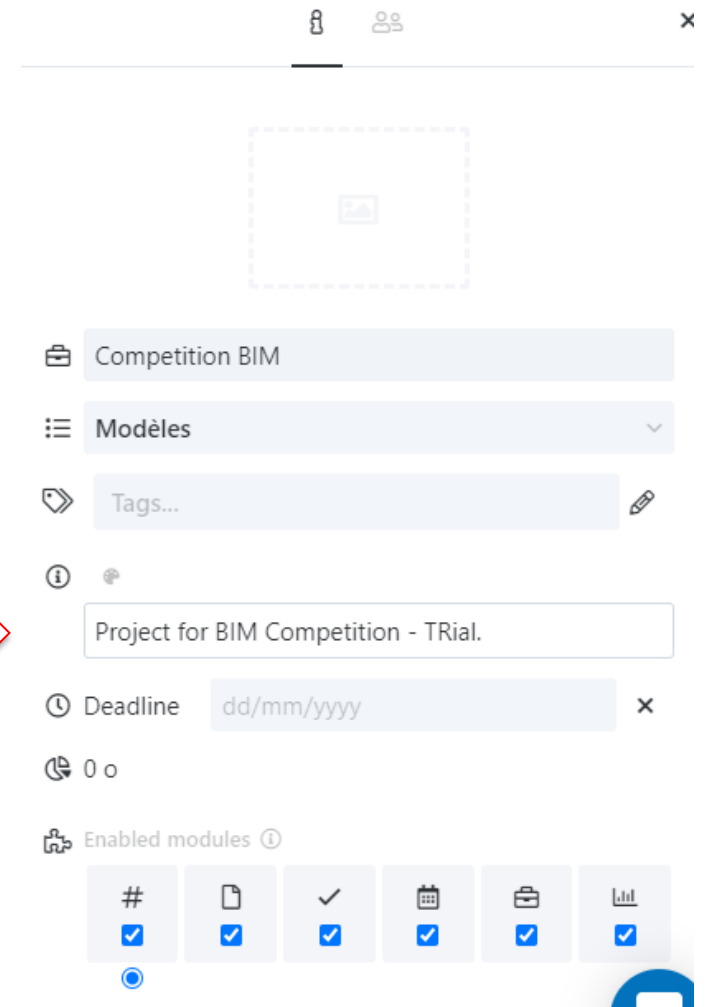 Competition BIM
Modèles
Tags...
Project for BIM Competition - TRial.
Deadline dd/mm/yyyy
0 o
Enabled modules
#